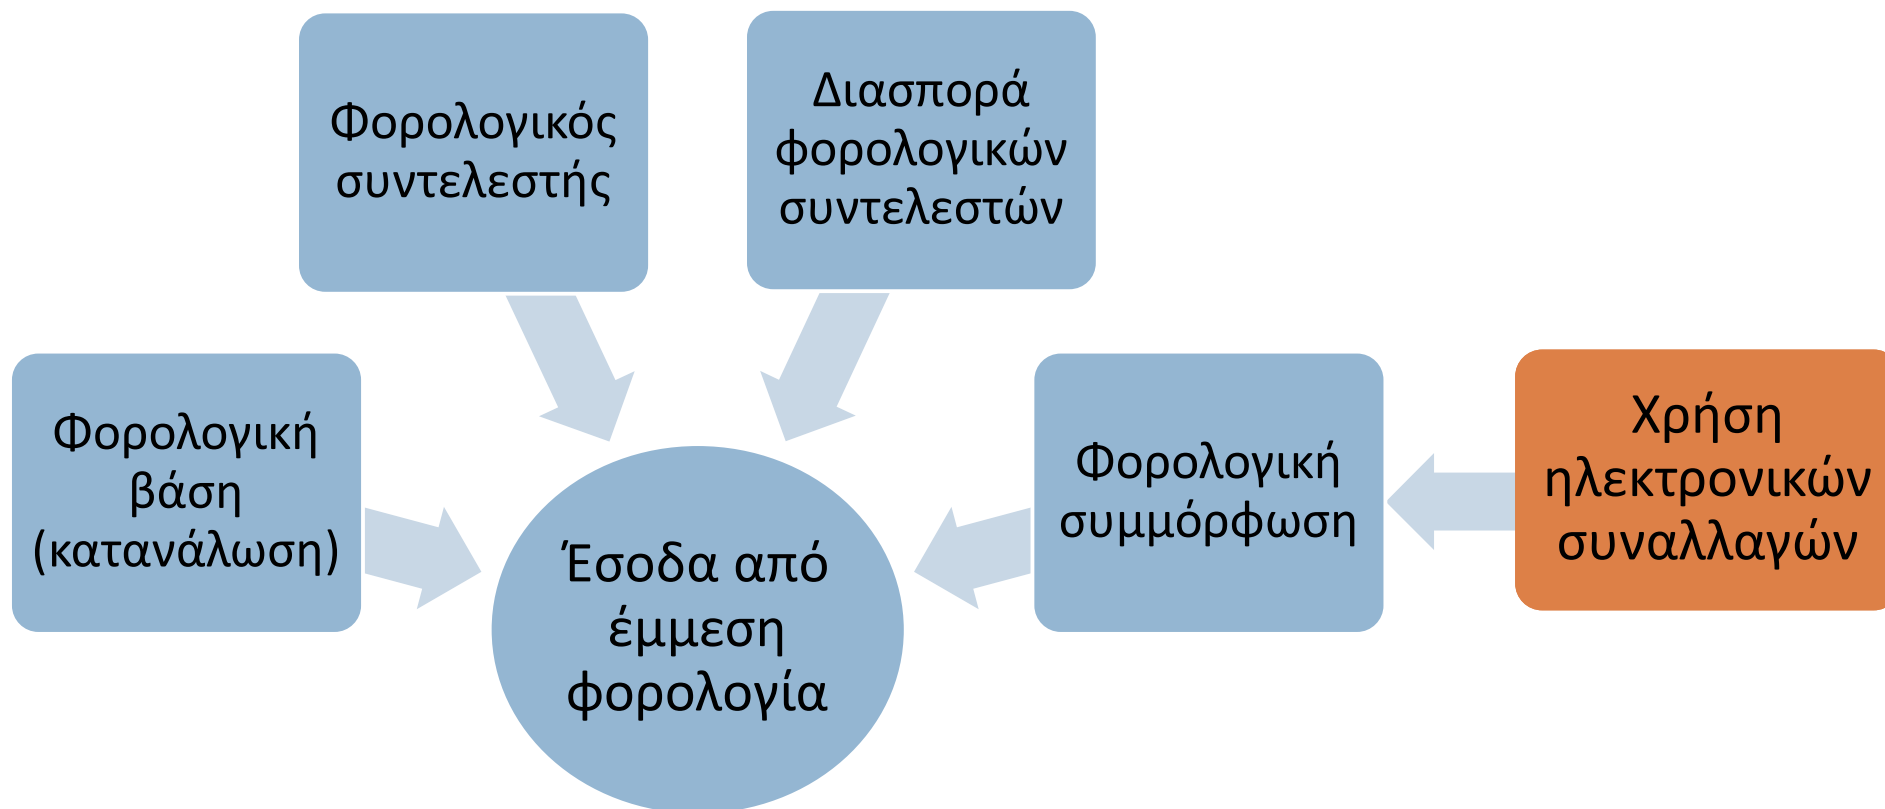 Φορολογικός
συντελεστής
Διασπορά
φορολογικών
συντελεστών
Φορολογική
βάση
(κατανάλωση)
Έσοδα από
έμμεση
φορολογία
Φορολογική
συμμόρφωση
Χρήση
ηλεκτρονικών
συναλλαγών